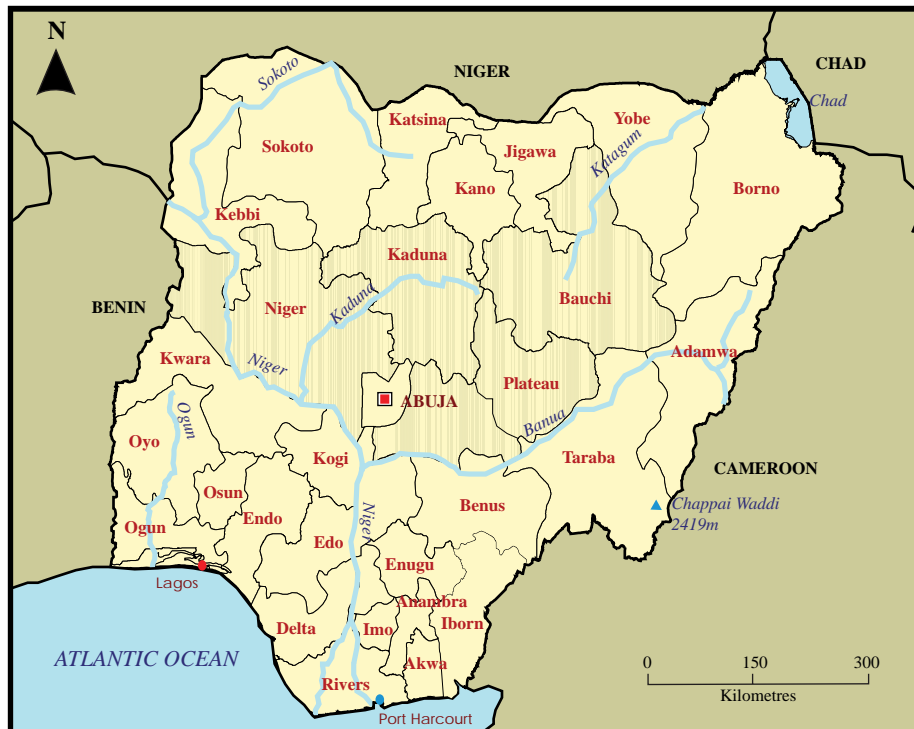 N
NIGER
CHAD
Sokoto
Chad
Katsina
Yobe
Sokoto
Jigawa
Katagum
Kano
Borno
Kebbi
Kaduna
BENIN
Niger
Kaduna
Bauchi
Kwara
Niger
Adamwa
Plateau
ABUJA
Ogun
Banua
Oyo
Kogi
Taraba
CAMEROON
Osun
Benus
Chappai Waddi
2419m
Endo
Niger
Ogun
Edo
Enugu
Lagos
Anambra
Delta
Imo
Iborn
ATLANTIC OCEAN
Akwa
Rivers
0 150 300
Kilometres
Port Harcourt